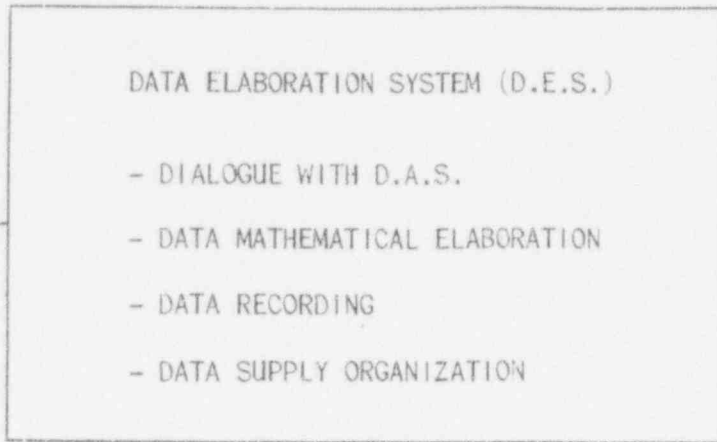 DATA ELABORATION SYSTEM (D.E.S.)
- DIALOGUE WITH D.A.S.
- DATA MATHEMATICAL ELABORATION
- DATA RECORDING
- DATA SUPPLY ORGANIZATION